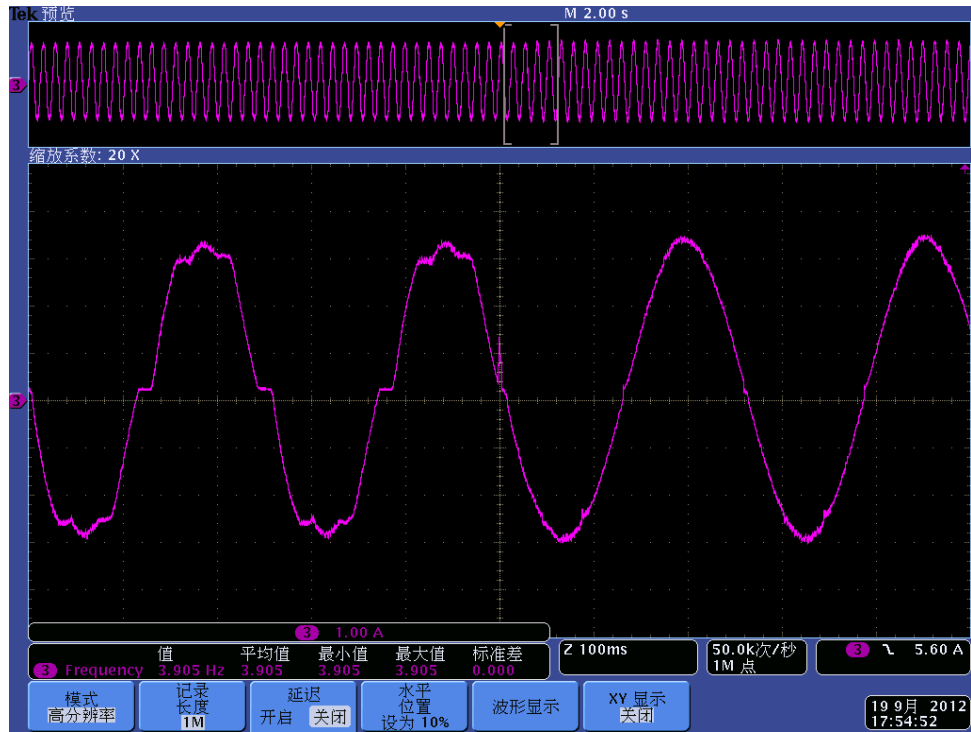 Tek 预览 M 2.00 s
3
缩放系数: 20 X
3
3 1.00 A
值 平均值 最小值 最大值 标准差
3 Frequency 3.905 Hz 3.905 3.905 3.905 0.000
Z 100ms
50.0k次/秒
1M 点
3 5.60 A
模式
高分辨率
记录
长度
1M
延迟
开启 关闭
水平
位置
设为 10%
波形显示
XY 显示
关闭
19 9月 2012
17:54:52